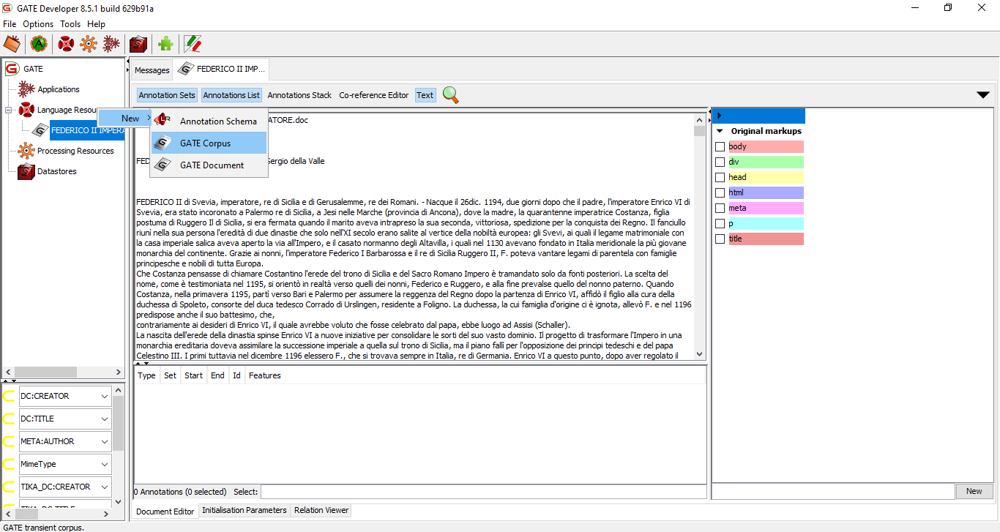 GATE Developer 8.5.1 build 629b91a
File Options Tools Help
GATE
Applications
Language Resou
FEDERICO II IMPERA
Processing Resources
Datastores
New
Annotation Schema
GATE Corpus
GATE Document
Messages
FEDERICO II IMP...
Annotation Sets Annotations List Annotations Stack Co-reference Editor Text
ATORE.doc
FED
Sergio della Valle
FEDERICO II di Svevia, imperatore, re di Sicilia e di Gerusalemme, re dei Romani. - Nacque il 26dic. 1194, due giorni dopo che il padre, l'imperatore Enrico VI di
Svevia, era stato incoronato a Palermo re di Sicilia, a Jesi nelle Marche (provincia di Ancona), dove la madre, la quarantenne imperatrice Costanza, figlia
postuma di Ruggero Il di Sicilia, si era fermata quando il marito aveva intrapreso la sua seconda, vittoriosa, spedizione per la conquista dei Regno. Il fanciullo
riunì nella sua persona l'eredità di due dinastie che solo nell'XI secolo erano salite al vertice della nobiltà europea: gli Svevi, ai quali il legame matrimoniale con
la casa imperiale salica aveva aperto la via all'Impero, e il casato normanno degli Altavilla, i quali nel 1130 avevano fondato in Italia meridionale la più giovane
monarchia del continente. Grazie ai nonni, l'imperatore Federico I Barbarossa e il re di Sicilia Ruggero II, F. poteva vantare legami di parentela con famiglie
principesche e nobili di tutta Europa.
Che Costanza pensasse di chiamare Costantino l'erede del trono di Sicilia e del Sacro Romano Impero è tramandato solo da fonti posteriori. La scelta del
nome, come è testimoniata nel 1195, si orientò in realtà verso quelli dei nonni, Federico e Ruggero, e alla fine prevalse quello del nonno paterno. Quando
Costanza, nella primavera 1195, partì verso Bari e Palermo per assumere la reggenza del Regno dopo la partenza di Enrico VI, affidò il figlio alla cura della
duchessa di Spoleto, consorte del duca tedesco Corrado di Urslingen, residente a Foligno. La duchessa, la cui famiglia d'origine ci è ignota, allevò F. e nel 1196
predispose anche il suo battesimo, che,
contrariamente ai desideri di Enrico VI, il quale avrebbe voluto che fosse celebrato dal papa, ebbe luogo ad Assisi (Schaller).
La nascita dell'erede della dinastia spinse Enrico VI a nuove iniziative per consolidare le sorti del suo vasto dominio. Il progetto di trasformare l'Impero in una
monarchia ereditaria doveva assimilare la successione imperiale a quella sul trono di Sicilia, ma il piano fallì per l'opposizione dei principi tedeschi e del papa
Celestino III. I primi tuttavia nel dicembre 1196 elessero F., che si trovava sempre in Italia, re di Germania. Enrico VI a questo punto, dopo aver regolato il
Original markups
body
div
head
html
meta
p
title
Type Set Start End Id Features
DC:CREATOR
DC:TITLE
META:AUTHOR
MimeType
TIKA_DC:CREATOR
TIKA_DC:TITLE
0 Annotations (0 selected) Select:
New
Document Editor Initialisation Parameters Relation Viewer
GATE transient corpus.